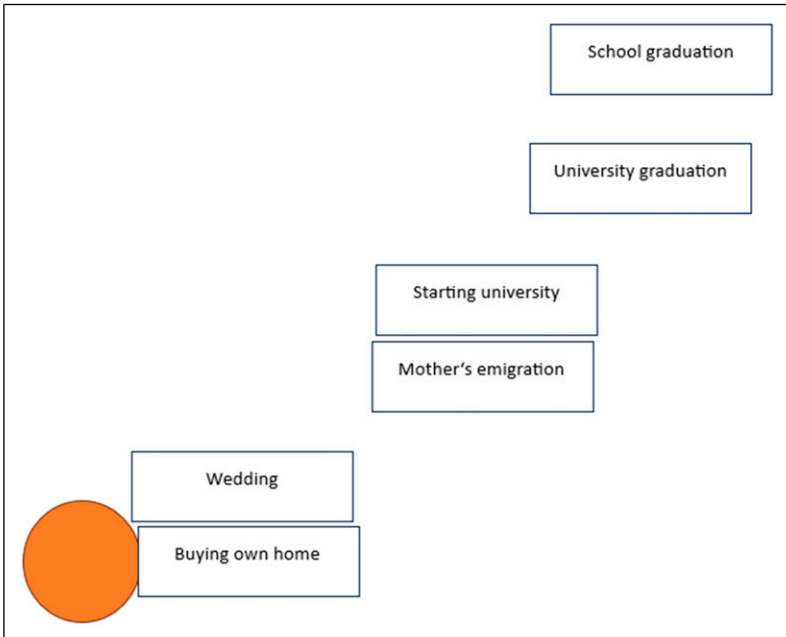 School graduation
University graduation
Starting university
Mother‘s emigration
Wedding
Buying own home